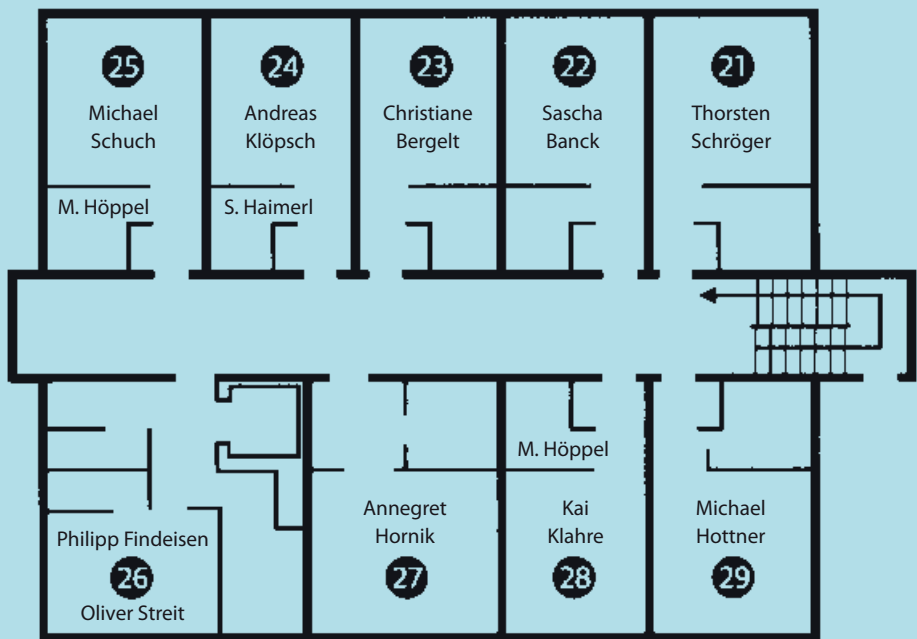 25
Michael
Schuch
M. Höppel
24
Andreas
Klöpsch
S. Haimerl
23
Christiane
Bergelt
22
Sascha
Banck
21
Thorsten
Schröger
Philipp Findeisen
26
Oliver Streit
Annegret
Hornik
27
M. Höppel
Kai
Klahre
28
Michael
Hottner
29